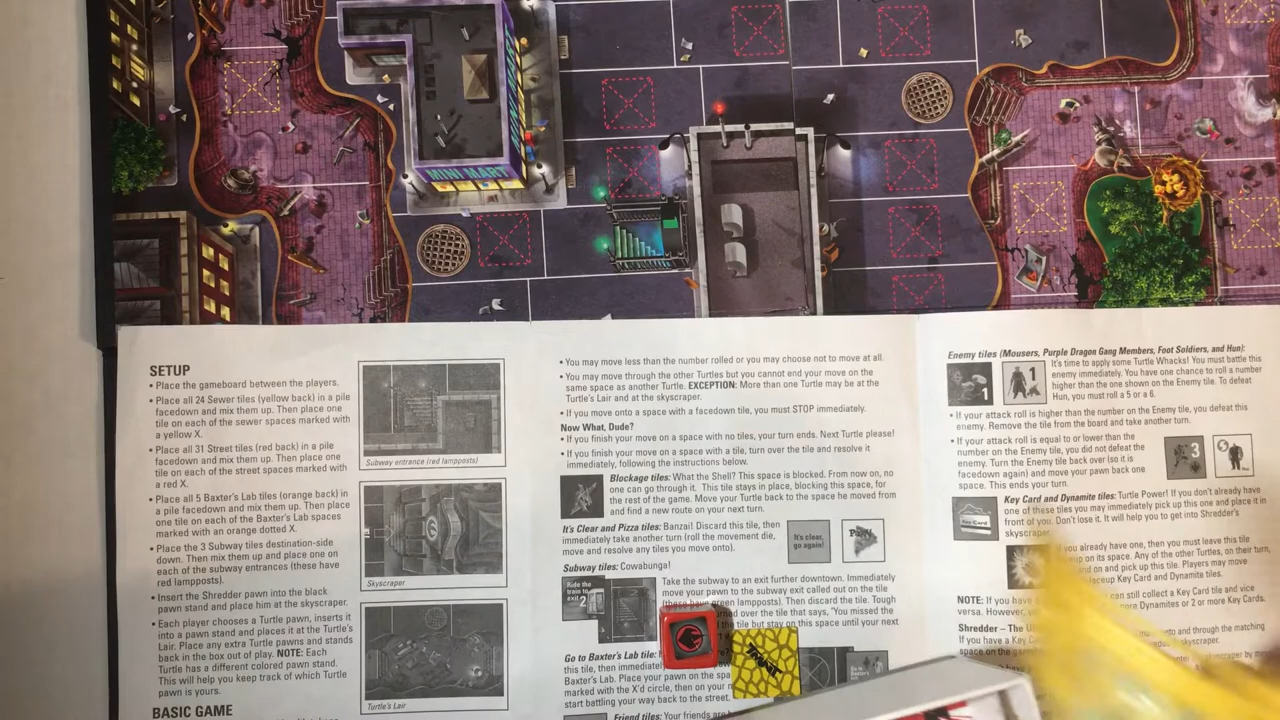 MINI MART
1
SETUP
• Place the gameboard between the players.
• Place all 24 Sewer tiles (yellow back) in a pile
facedown and mix them up. Then place one
tile on each of the sewer spaces marked with
a yellow X.
• Place all 31 Street tiles (red back) in a pile
facedown and mix them up. Then place one
tile on each of the street spaces marked with
a red X.
• Place all 5 Baxter's Lab tiles (orange back) in
a pile facedown and mix them up. Then place
one tile on each of the Baxter's Lab spaces
marked with an orange dotted X.
• Place the 3 Subway tiles destination-side
down. Then mix them up and place one on
each of the subway entrances (these have
red lampposts).
• Insert the Shredder pawn into the black
pawn stand and place him at the skyscraper.
• Each player chooses a Turtle pawn, inserts it
into a pawn stand and places it at the Turtle's
Lair. Place any extra Turtle pawns and stands
back in the box out of play. NOTE: Each
Turtle has a different colored pawn stand.
This will help you keep track of which Turtle
pawn is yours.
BASIC GAME
Subway entrance (red lampposts)
Skyscraper
Turtle's Lair
• You may move less than the number rolled or you may choose not to move at all.
• You may move through the other Turtles but you cannot end your move on the
same space as another Turtle. EXCEPTION: More than one Turtle may be at the
Turtle's Lair and at the skyscraper.
• If you move onto a space with a facedown tile, you must STOP immediately.
Now What, Dude?
• If you finish your move on a space with no tiles, your turn ends. Next Turtle please!
• If you finish your move on a space with a tile, turn over the tile and resolve it
immediately, following the instructions below.
Blockage tiles: What the Shell? This space is blocked. From now on, no
one can go through it. This tile stays in place, blocking this space, for
the rest of the game. Move your Turtle back to the space he moved from
and find a new route on your next turn.
It's Clear and Pizza tiles: Banzai! Discard this tile, then
immediately take another turn (roll the movement die,
move and resolve any tiles you move onto).
It's clear,
go again!
Subway tiles: Cowabunga!
Ride the
train to
exit 2
Take the subway to an exit further downtown. Immediately
move your pawn to the subway exit called out on the tile
green lampposts). Then discard the tile. Tough
over the tile that says, "You missed the
the tile but stay on this space until your next
Go to Baxter's Lab tile:
this tile, then immediately
Baxter's Lab. Place your pawn on the
marked with the X'd circle, then on your
start battling your way back to the street.
Friend tiles: Your friends are
Enemy tiles (Mousers, Purple Dragon Gang Members, Foot Soldiers, and Hun):
1
1
It's time to apply some Turtle Whacks! You must battle this
enemy immediately. You have one chance to roll a number
higher than the one shown on the Enemy tile. To defeat
Hun, you must roll a 5 or a 6.
• If your attack roll is higher than the number on the Enemy tile, you defeat this
enemy. Remove the tile from the board and take another turn.
• If your attack roll is equal to or lower than the
number on the Enemy tile, you did not defeat the
enemy. Turn the Enemy tile back over (so it is
facedown again) and move your pawn back one
space. This ends your turn.
3
5
Key Card
Key Card and Dynamite tiles: Turtle Power! If you don't already have
one of these tiles you may immediately pick up this one and place it in
front of you. Don't lose it. It will help you to get into Shredder's
skyscraper.
you already have one, then you must leave this tile
up on its space. Any of the other Turtles, on their turn,
and on and pick up this tile. Players may move
faceup Key Card and Dynamite tiles.
NOTE: If you have
can still collect a Key Card tile and vice
versa. However,
more Dynamites or 2 or more Key Cards.
Shredder – The
If you have a Key
onto and through the matching
space on the
skyscraper.